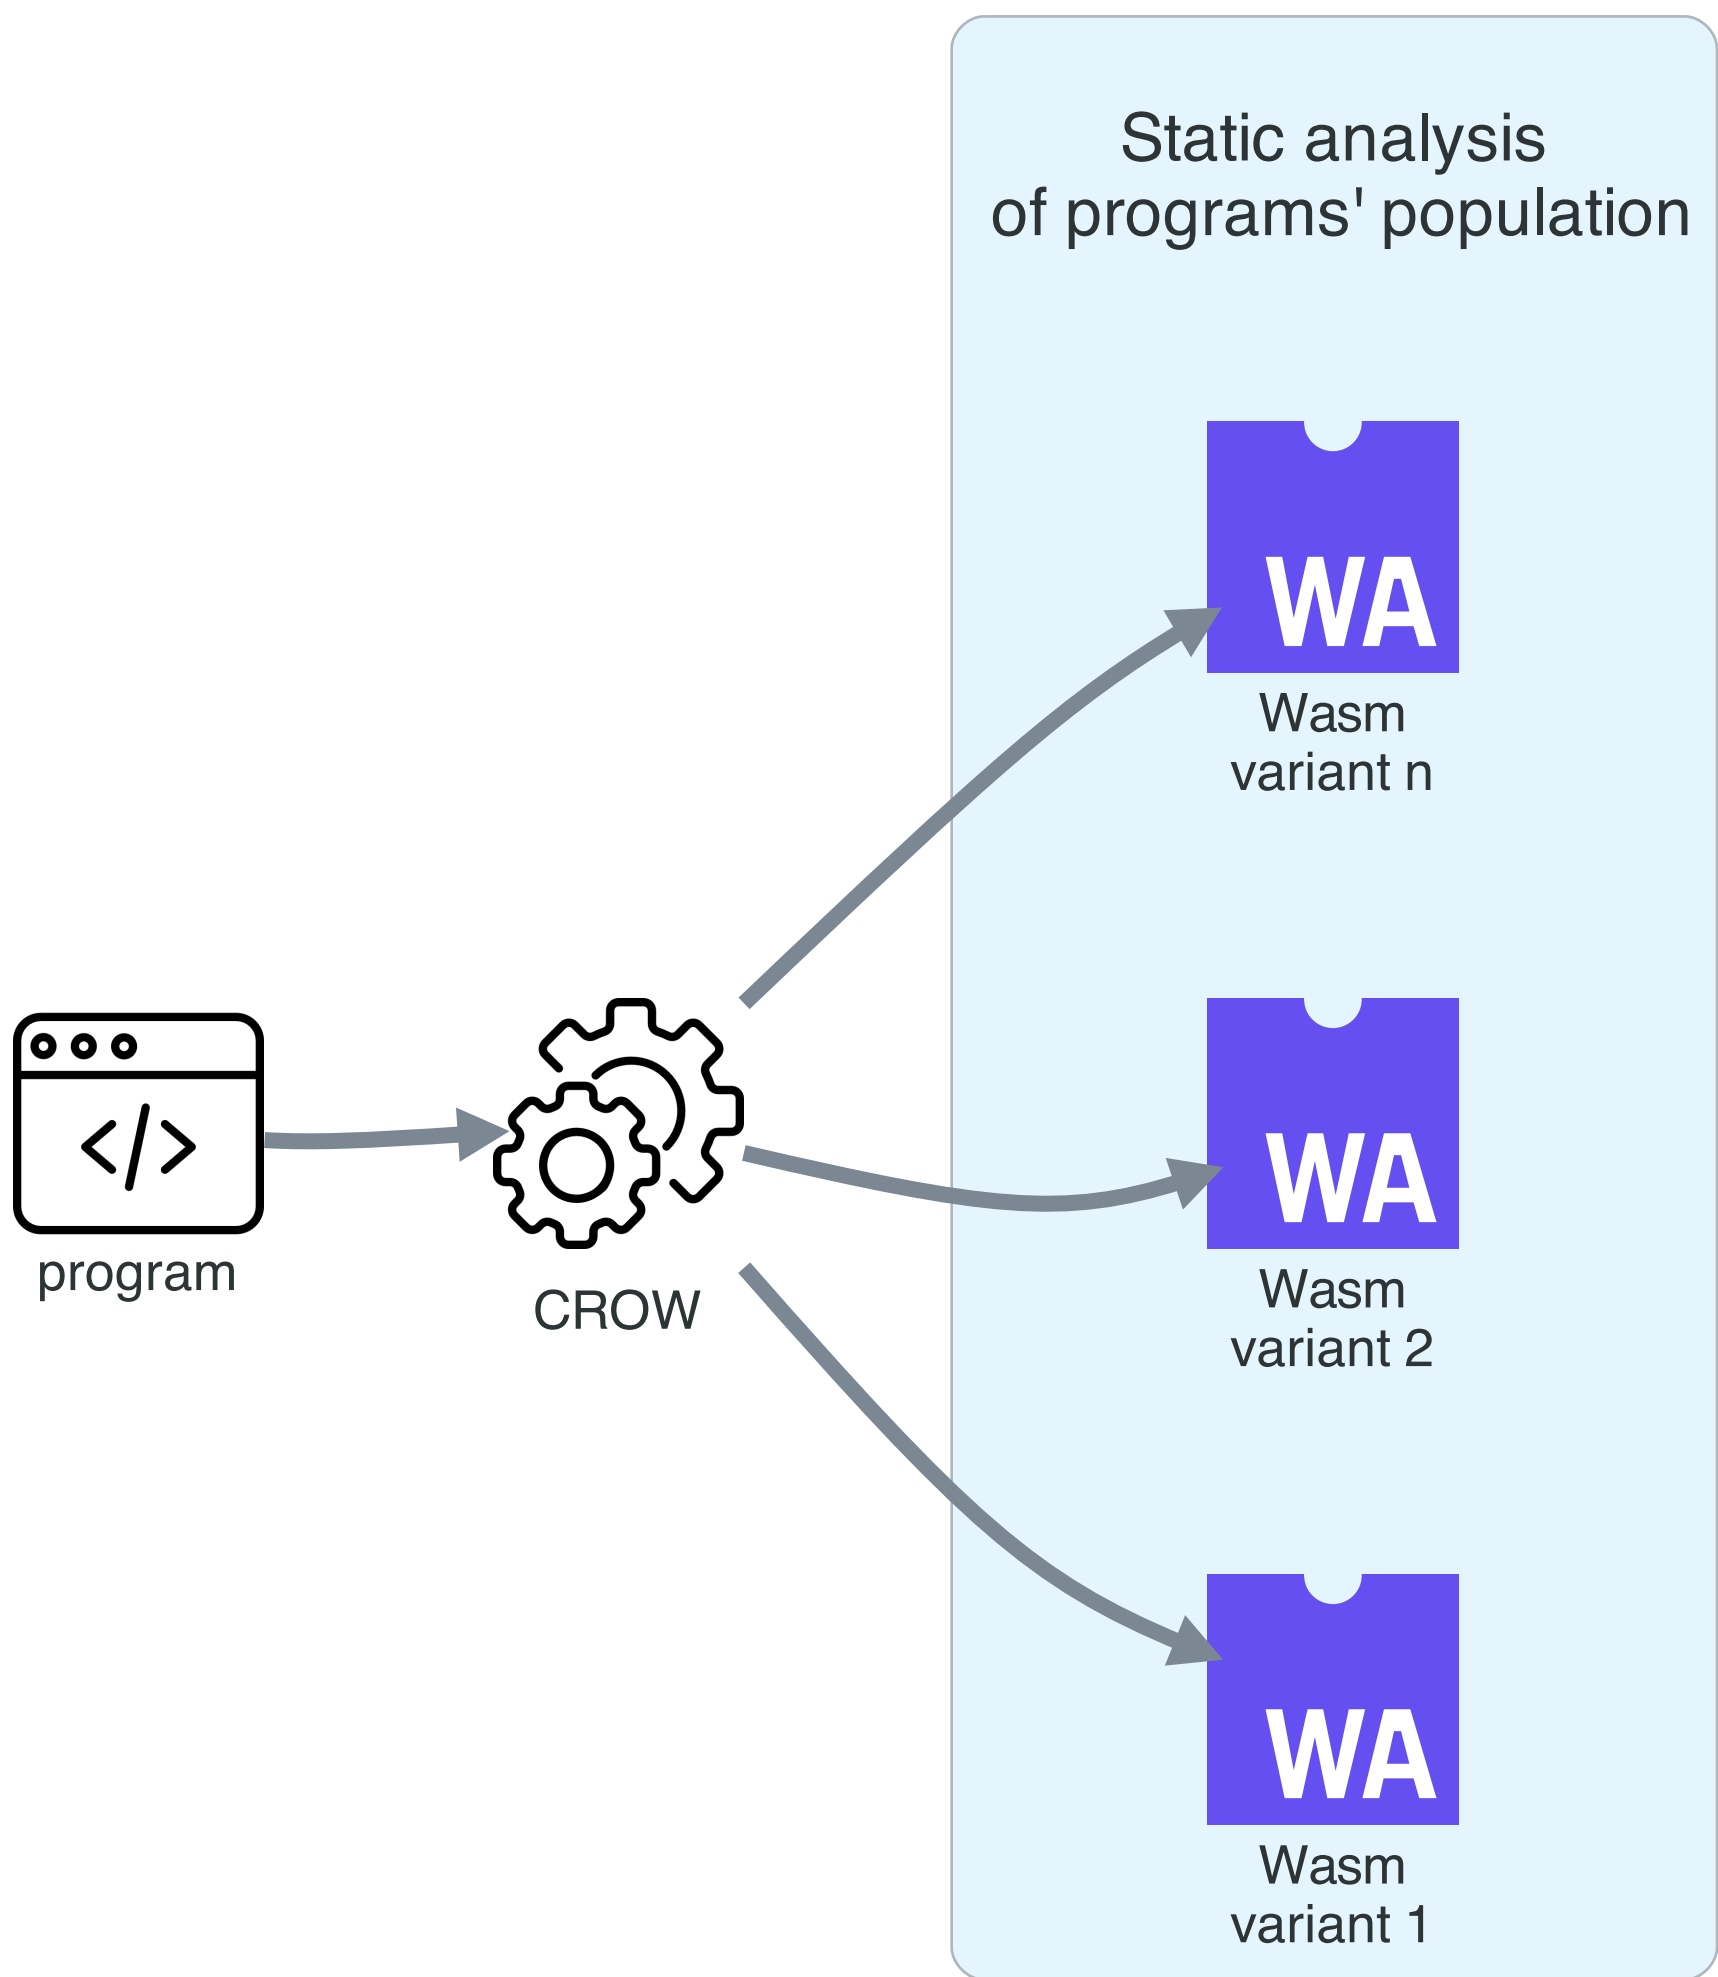 Static analysis
of programs' population
WA
Wasm
variant n
</>
program
CROW
WA
Wasm
variant 2
WA
Wasm
variant 1